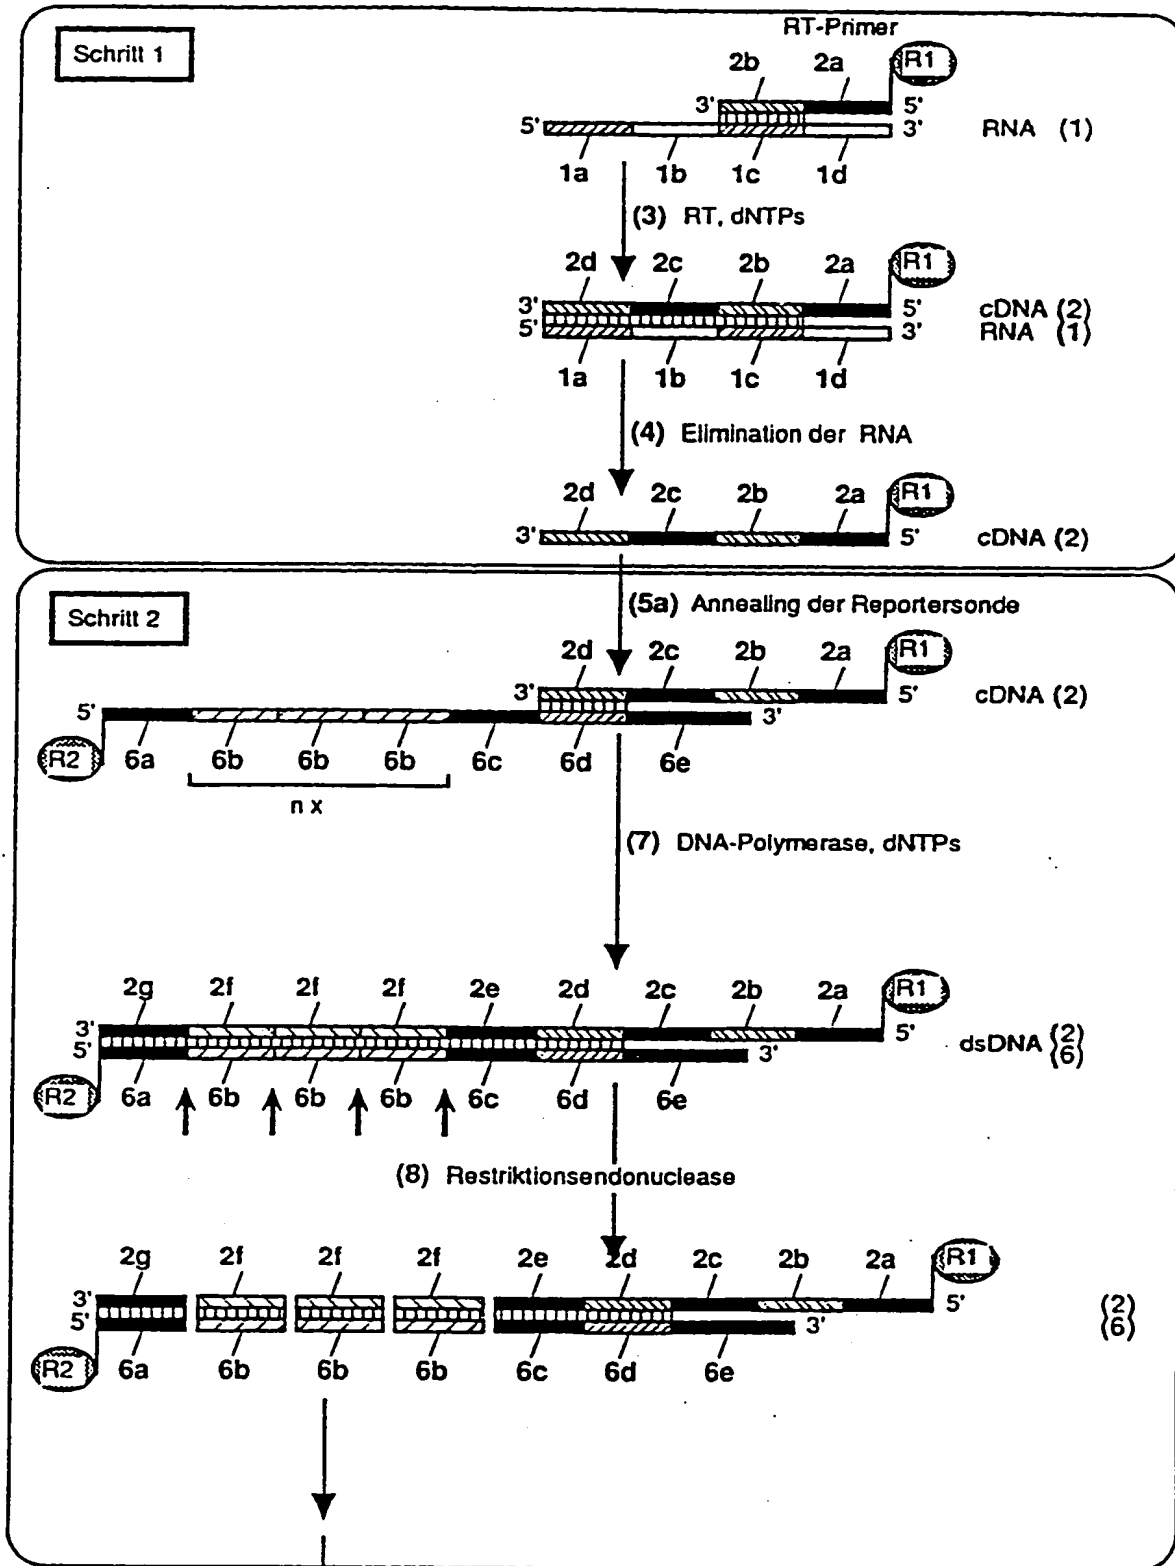 Schritt 1
RT-Primer
R1
2b 2a
3' 5'
5' 3' RNA (1)
1a 1b 1c 1d
(3) RT, dNTPs
R1
2d 2c 2b 2a
3' 5' cDNA (2)
5' 3' RNA (1)
1a 1b 1c 1d
(4) Elimination der RNA
R1
2d 2c 2b 2a
3' 5' cDNA (2)
Schritt 2
(5a) Annealing der Reportersonde
R1
2d 2c 2b 2a
3' 5' cDNA (2)
5' 3'
R2 6a 6b 6b 6b 6c 6d 6e
n x
(7) DNA-Polymerase, dNTPs
R1
2g 2f 2f 2f 2e 2d 2c 2b 2a
3' 5' dsDNA (2)
5' 3' (6)
R2 6a 6b 6b 6b 6c 6d 6e
(8) Restriktionsendonuclease
R1
2g 2f 2f 2f 2e 2d 2c 2b 2a
3' 5' (2)
5' 3' (6)
R2 6a 6b 6b 6b 6c 6d 6e